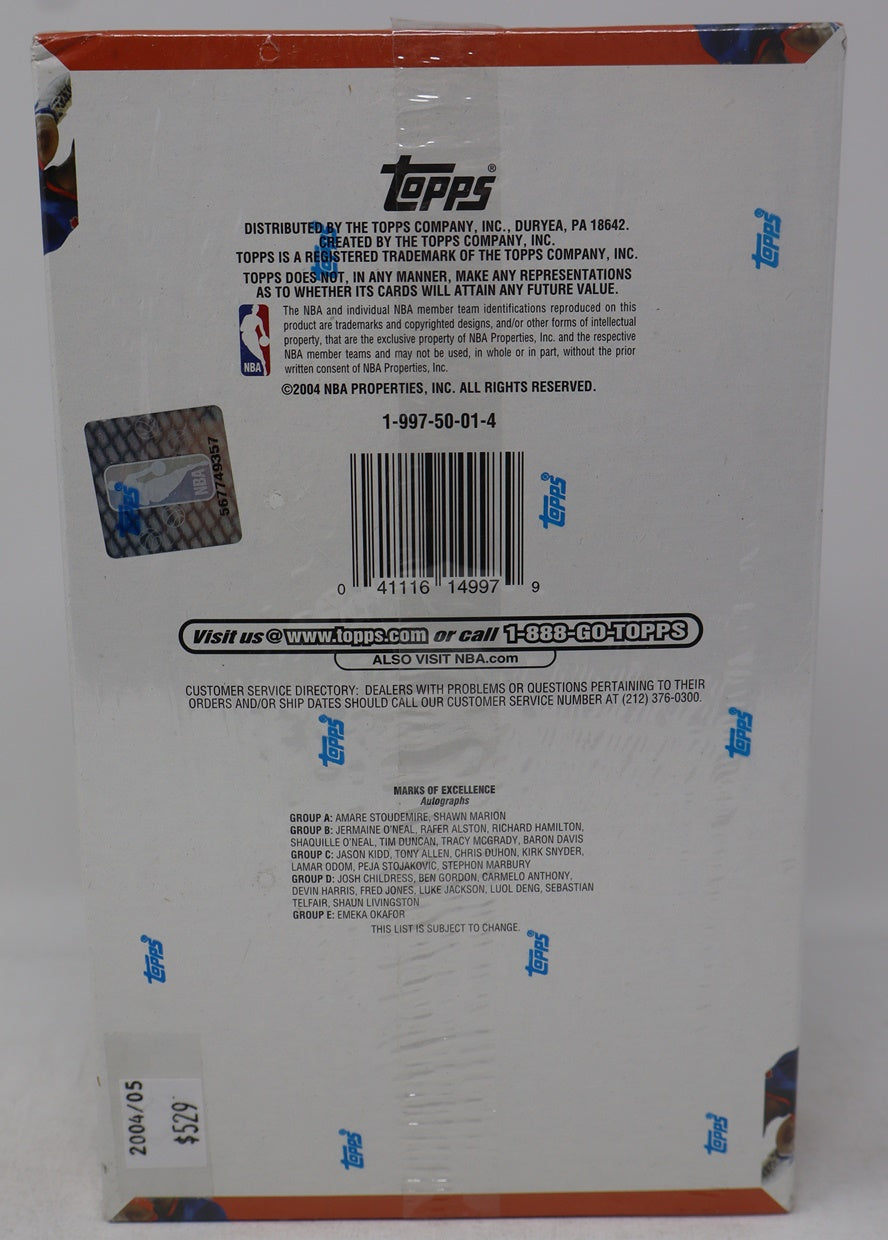 Topps®
DISTRIBUTED BY THE TOPPS COMPANY, INC., DURYEA, PA 18642.
CREATED BY THE TOPPS COMPANY, INC.
TOPPS IS A REGISTERED TRADEMARK OF THE TOPPS COMPANY, INC.
TOPPS DOES NOT, IN ANY MANNER, MAKE ANY REPRESENTATIONS
AS TO WHETHER ITS CARDS WILL ATTAIN ANY FUTURE VALUE.
The NBA and individual NBA member team identifications reproduced on this
product are trademarks and copyrighted designs, and/or other forms of intellectual
property, that are the exclusive property of NBA Properties, Inc. and the respective
NBA member teams and may not be used, in whole or in part, without the prior
written consent of NBA Properties, Inc.
NBA
©2004 NBA PROPERTIES, INC. ALL RIGHTS RESERVED.
1-997-50-01-4
NBA
567749357
0 41116 14997 9
Visit us@www.topps.com or call 1-888-GO-TOPPS
ALSO VISIT NBA.com
CUSTOMER SERVICE DIRECTORY: DEALERS WITH PROBLEMS OR QUESTIONS PERTAINING TO THEIR
ORDERS AND/OR SHIP DATES SHOULD CALL OUR CUSTOMER SERVICE NUMBER AT (212) 376-0300.
MARKS OF EXCELLENCE
Autographs
GROUP A: AMARE STOUDEMIRE, SHAWN MARION
GROUP B: JERMAINE O'NEAL, RAFER ALSTON, RICHARD HAMILTON,
SHAQUILLE O'NEAL, TIM DUNCAN, TRACY MCGRADY, BARON DAVIS
GROUP C: JASON KIDD, TONY ALLEN, CHRIS DUHON, KIRK SNYDER,
LAMAR ODOM, PEJA STOJAKOVIC, STEPHON MARBURY
GROUP D: JOSH CHILDRESS, BEN GORDON, CARMELO ANTHONY,
DEVIN HARRIS, FRED JONES, LUKE JACKSON, LUOL DENG, SEBASTIAN
TELFAIR, SHAUN LIVINGSTON
GROUP E: EMEKA OKAFOR
THIS LIST IS SUBJECT TO CHANGE.
2004/05
$529
Topps
Topps
Topps
Topps
Topps
Topps
Topps
Topps
Topps
Topps